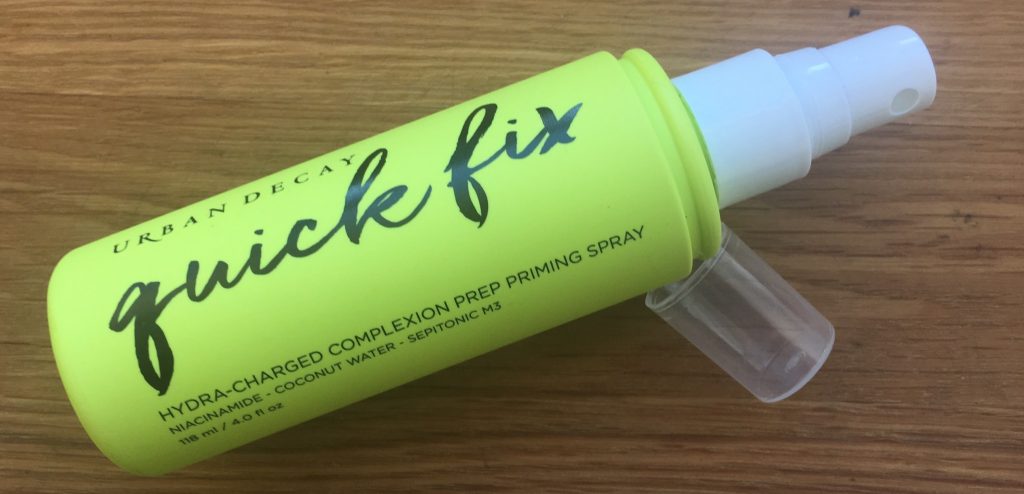 URBAN DECAY
quick fix
HYDRA-CHARGED COMPLEXION PREP PRIMING SPRAY
NIACINAMIDE - COCONUT WATER - SEPITONIC M3
118 ml / 4.0 fl oz